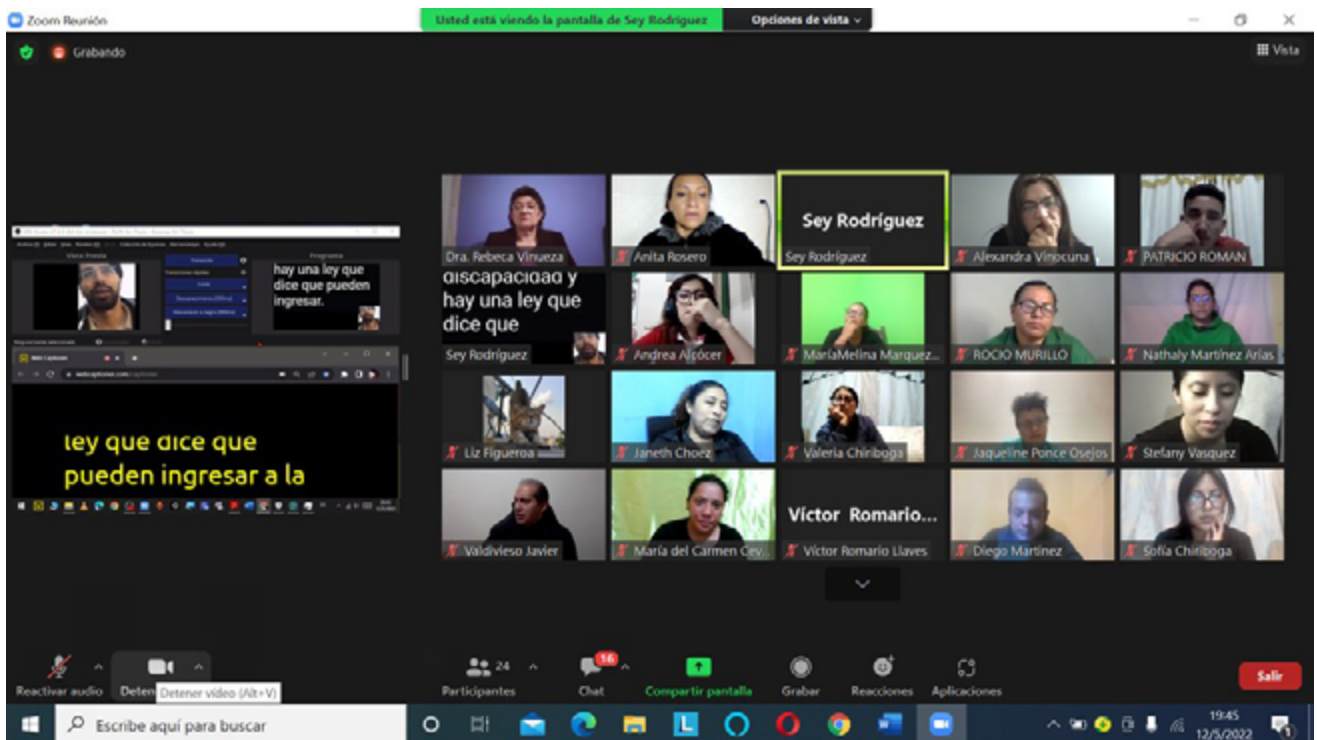 Zoom Reunión
Usted está viendo la pantalla de Sey Rodríguez
Opciones de vista
Grabando
Vista
Vista Previa
Programa
hay una ley que
dice que pueden
ingresar.
ley que dice que
pueden ingresar a la
Sey Rodríguez
Dra. Rebeca Vinueza
Anita Rosero
Sey Rodríguez
Alexandra Vinocuna
PATRICIO ROMAN
discapacidad y
hay una ley que
dice que
Sey Rodríguez
Andrea Alcócer
MaríaMelina Marquez...
ROCIO MURILLO
Nathaly Martínez Arias
Liz Figueroa
Janeth Choez
Valeria Chiriboga
Jaqueline Ponce Osejos
Stefany Vasquez
Víctor Romario...
Valdivieso Javier
María del Carmen Cev...
Víctor Romario Llaves
Diego Martinez
Sofía Chiriboga
Reactivar audio
Deten
Detener vídeo (Alt+V)
24
Participantes
16
Chat
Compartir pantalla
Grabar
Reacciones
Aplicaciones
Salir
Escribe aquí para buscar
19:45
12/5/2022